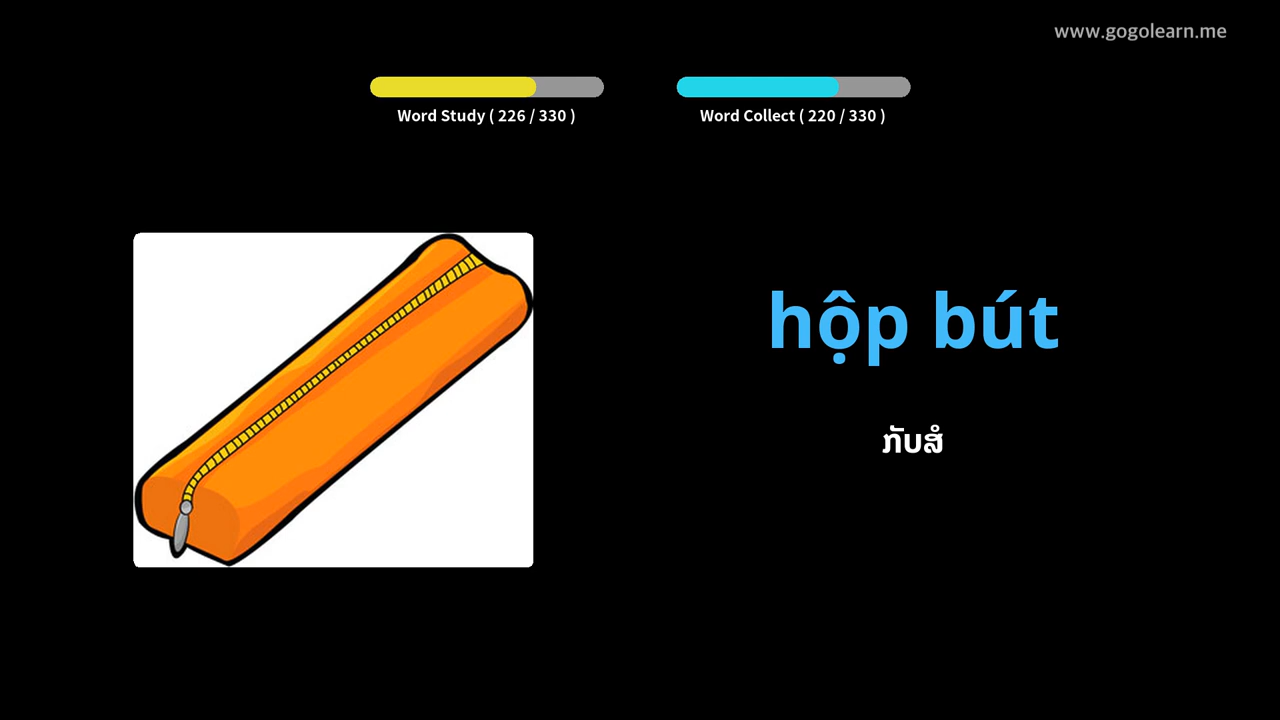 www.gogolearn.me
Word Study ( 226 / 330 )
Word Collect ( 220 / 330 )
hộp bút
ກັບສໍ